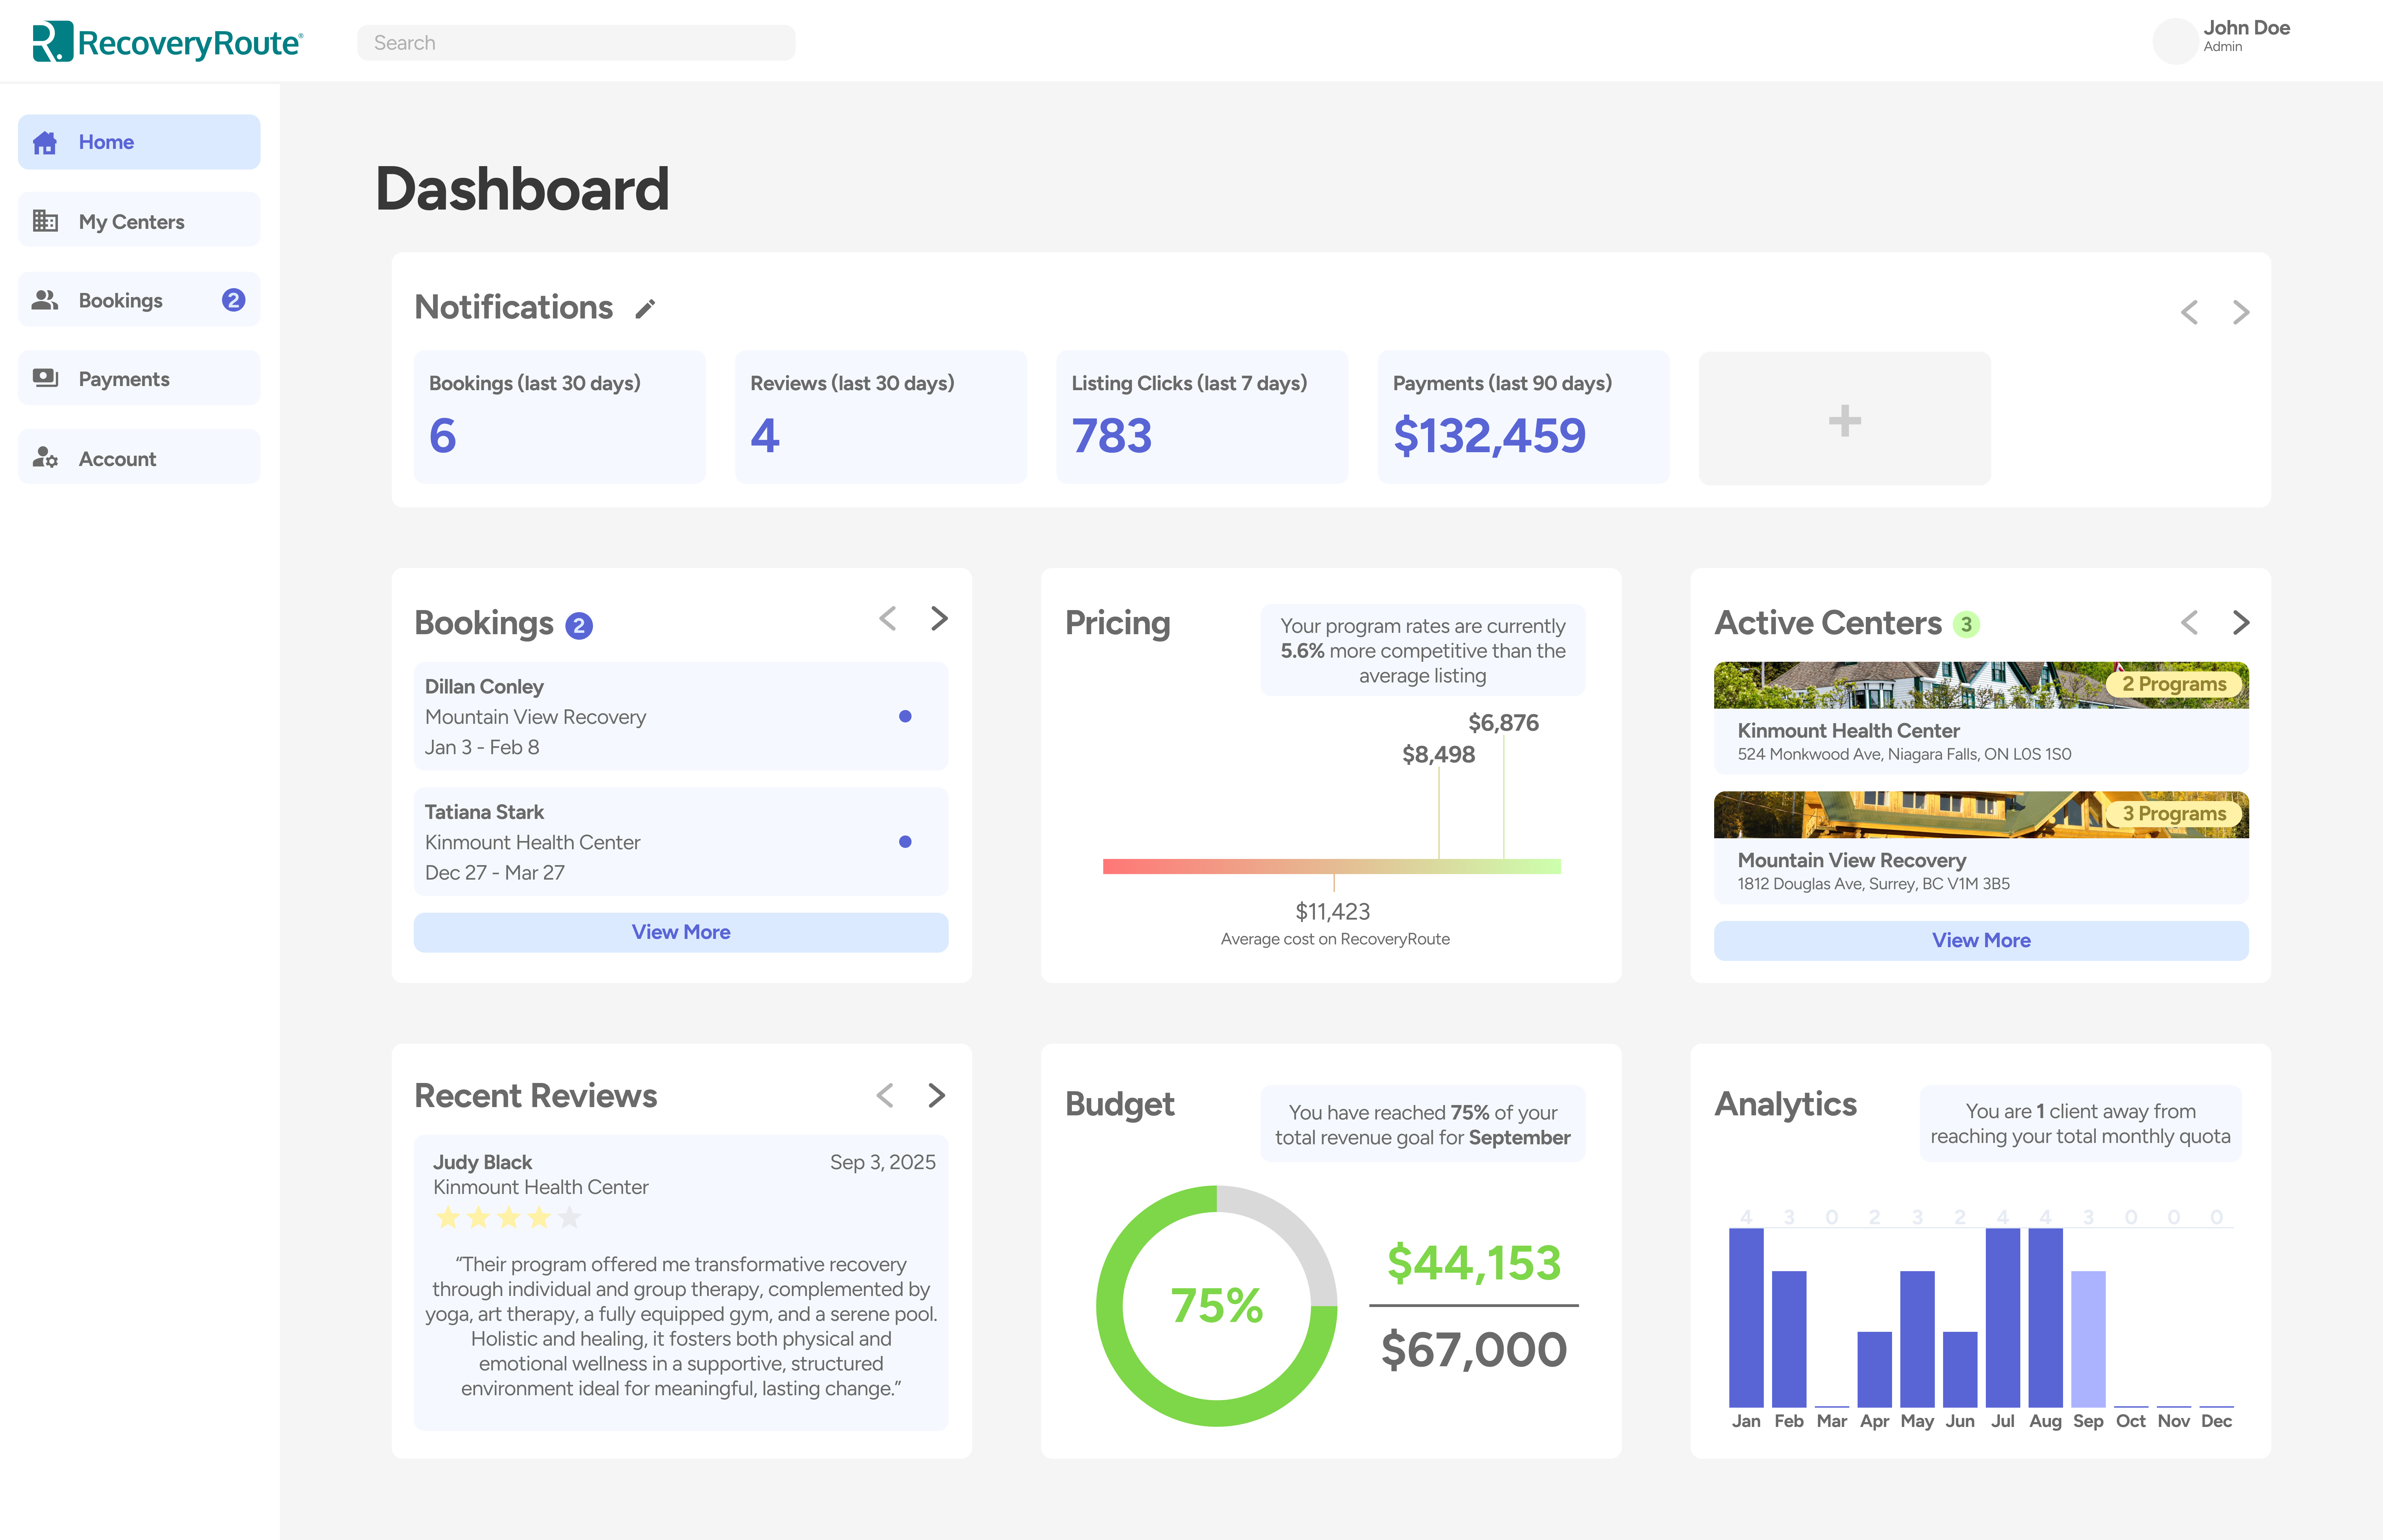 R. RecoveryRoute®
Search
John Doe
Admin
Home
My Centers
Bookings 2
Payments
Account
Dashboard
Notifications
Bookings (last 30 days)
6
Reviews (last 30 days)
4
Listing Clicks (last 7 days)
783
Payments (last 90 days)
$132,459
+
Bookings 2
Dillan Conley
Mountain View Recovery
Jan 3 - Feb 8
Tatiana Stark
Kinmount Health Center
Dec 27 - Mar 27
View More
Pricing
Your program rates are currently
5.6% more competitive than the
average listing
$6,876
$8,498
$11,423
Average cost on RecoveryRoute
Active Centers 3
2 Programs
Kinmount Health Center
524 Monkwood Ave, Niagara Falls, ON L0S 1S0
3 Programs
Mountain View Recovery
1812 Douglas Ave, Surrey, BC V1M 3B5
View More
Recent Reviews
Judy Black
Sep 3, 2025
Kinmount Health Center
“Their program offered me transformative recovery
through individual and group therapy, complemented by
yoga, art therapy, a fully equipped gym, and a serene pool.
Holistic and healing, it fosters both physical and
emotional wellness in a supportive, structured
environment ideal for meaningful, lasting change.”
Budget
You have reached 75% of your
total revenue goal for September
75%
$44,153
$67,000
Analytics
You are 1 client away from
reaching your total monthly quota
4 3 0 2 3 2 4 4 3 0 0 0
Jan Feb Mar Apr May Jun Jul Aug Sep Oct Nov Dec